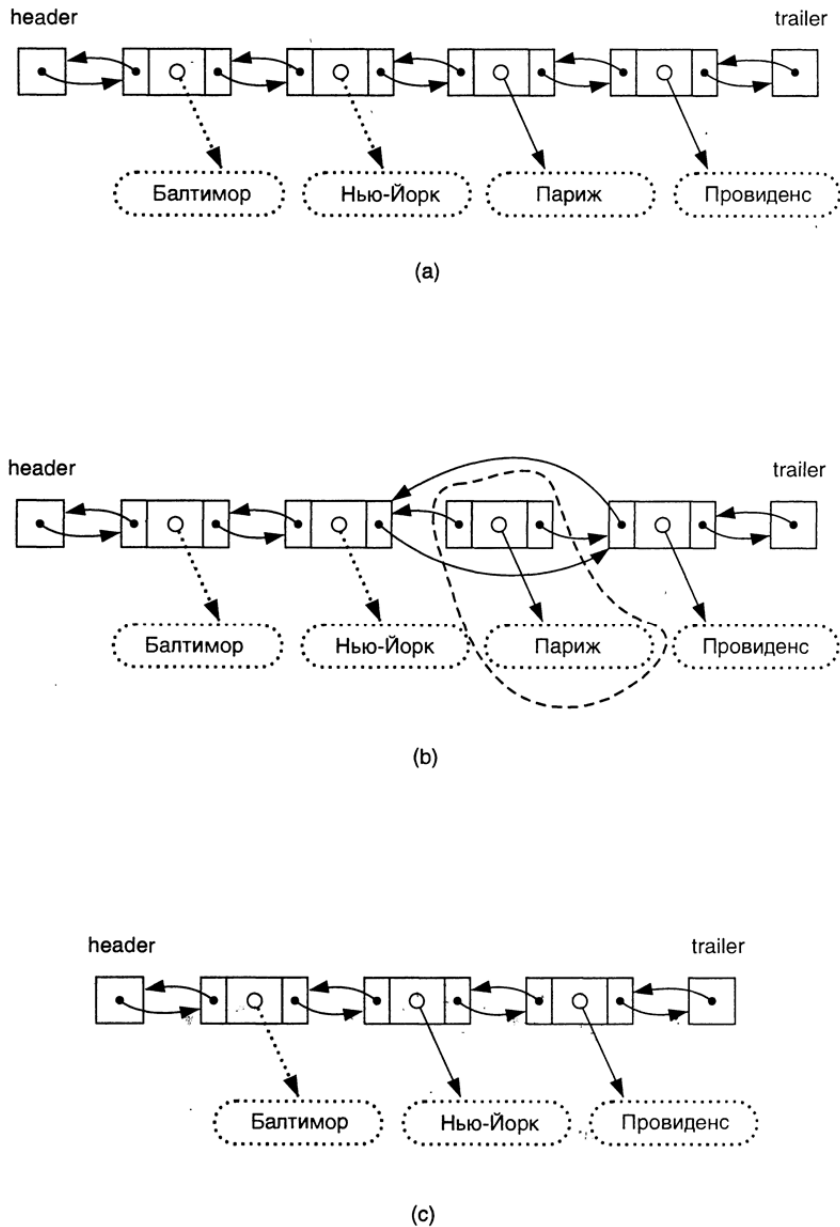 header trailer
Балтимор Нью-Йорк Париж Провиденс
(a)
header trailer
Балтимор Нью-Йорк Париж Провиденс
(b)
header trailer
Балтимор Нью-Йорк Провиденс
(c)